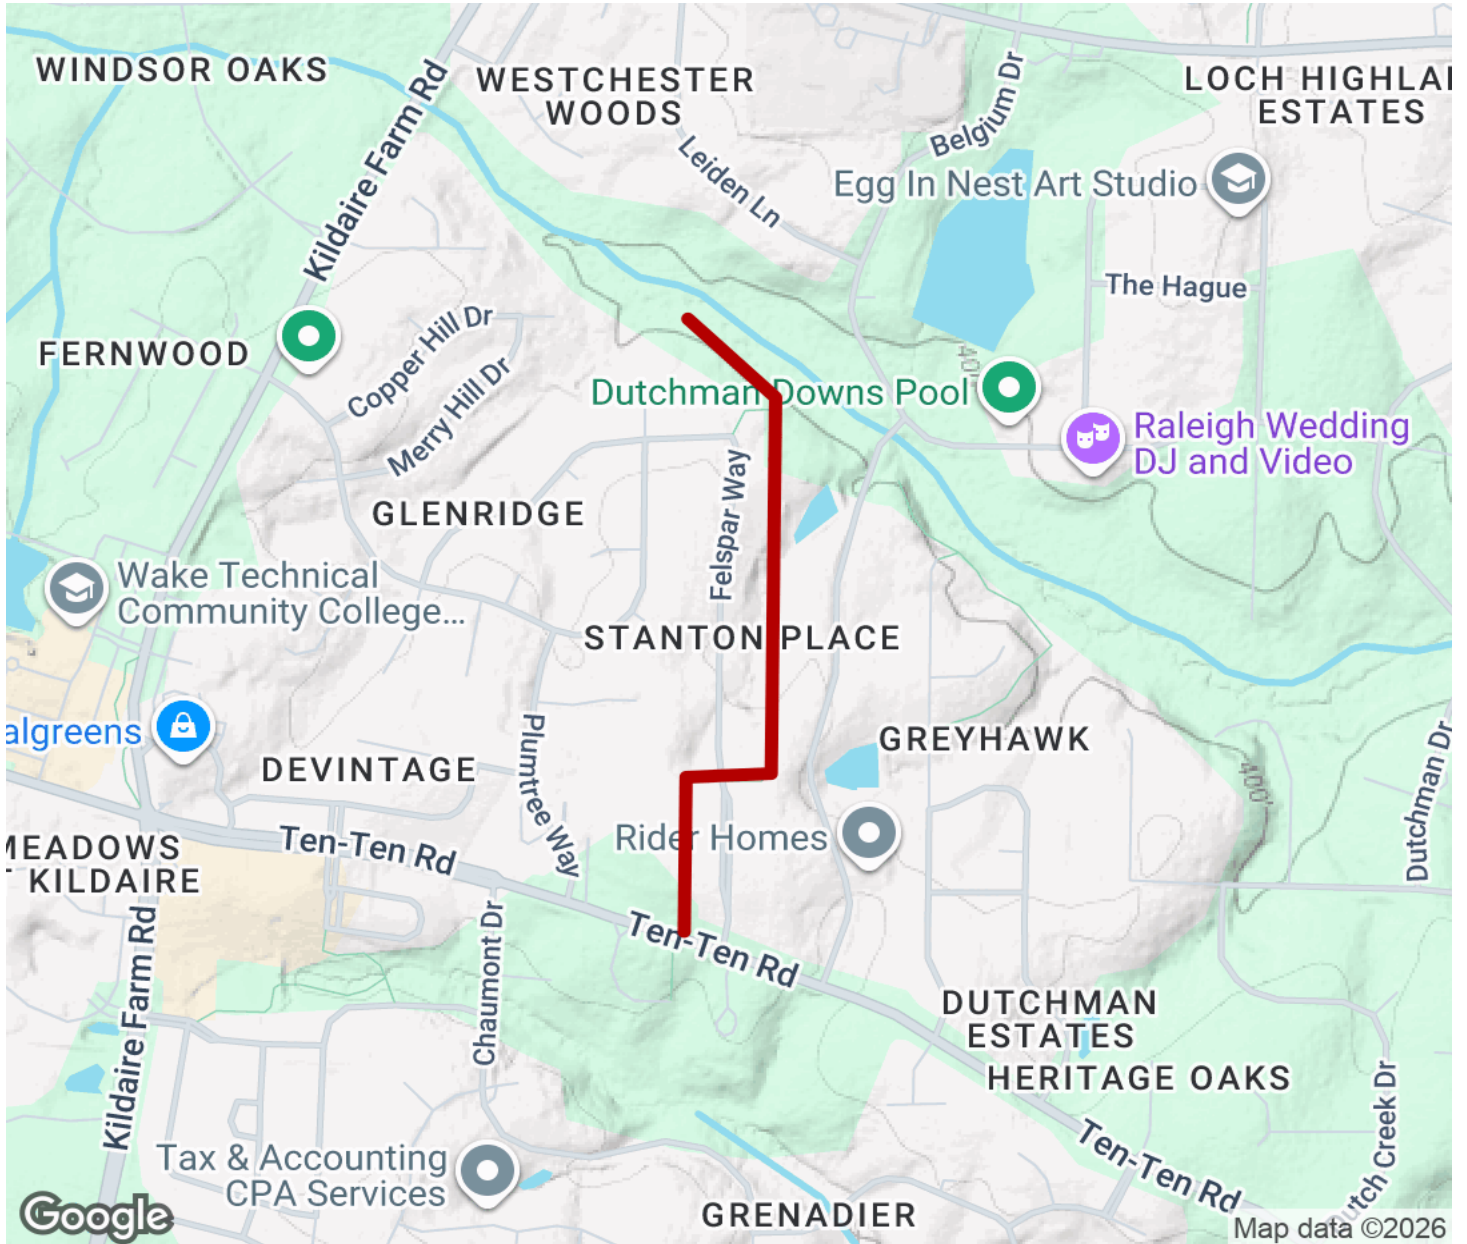 WINDSOR OAKS
Kildaire Farm Rd
WESTCHESTER
WOODS
Leiden Ln
Belgium Dr
LOCH HIGHLA
ESTATES
Egg In Nest Art Studio
The Hague
FERNWOOD
Copper Hill Dr
Merry Hill Dr
Dutchman Downs Pool
40
Raleigh Wedding
DJ and Video
GLENRIDGE
Felspar Way
Wake Technical
Community College...
STANTON PLACE
algreens
DEVINTAGE
Plumtree Way
GREYHAWK
400'
Dutchman Dr
MEADOWS
KILDAIRE
Ten-Ten Rd
Rider Homes
Kildaire Farm Rd
Chaumont Dr
Ten-Ten Rd
DUTCHMAN
ESTATES
HERITAGE OAKS
Tax & Accounting
CPA Services
Ten-Ten Rd
Dutch Creek Dr
GRENADIER
Google
Map data ©2026